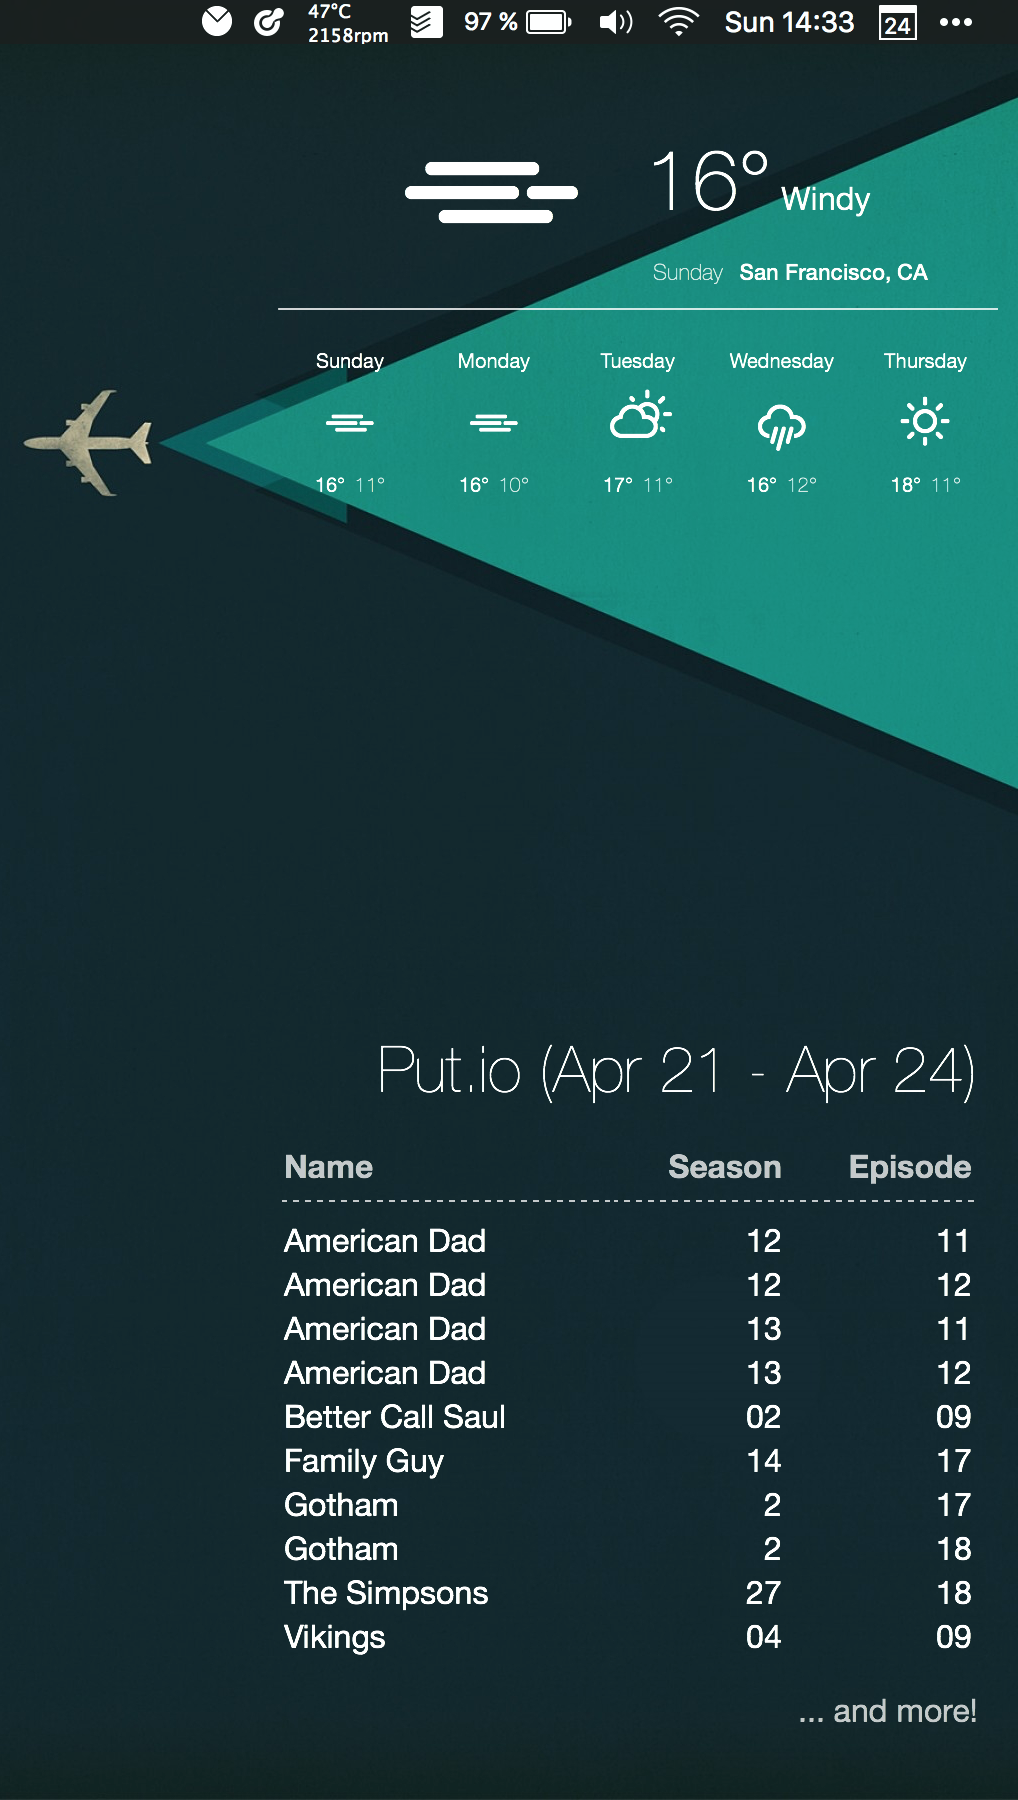 47°C
2158rpm
97 %
Sun 14:33
24
16° Windy
Sunday San Francisco, CA
Sunday Monday Tuesday Wednesday Thursday
16° 11° 16° 10° 17° 11° 16° 12° 18° 11°
Put.io (Apr 21 - Apr 24)
Name Season Episode
American Dad 12 11
American Dad 12 12
American Dad 13 11
American Dad 13 12
Better Call Saul 02 09
Family Guy 14 17
Gotham 2 17
Gotham 2 18
The Simpsons 27 18
Vikings 04 09
... and more!